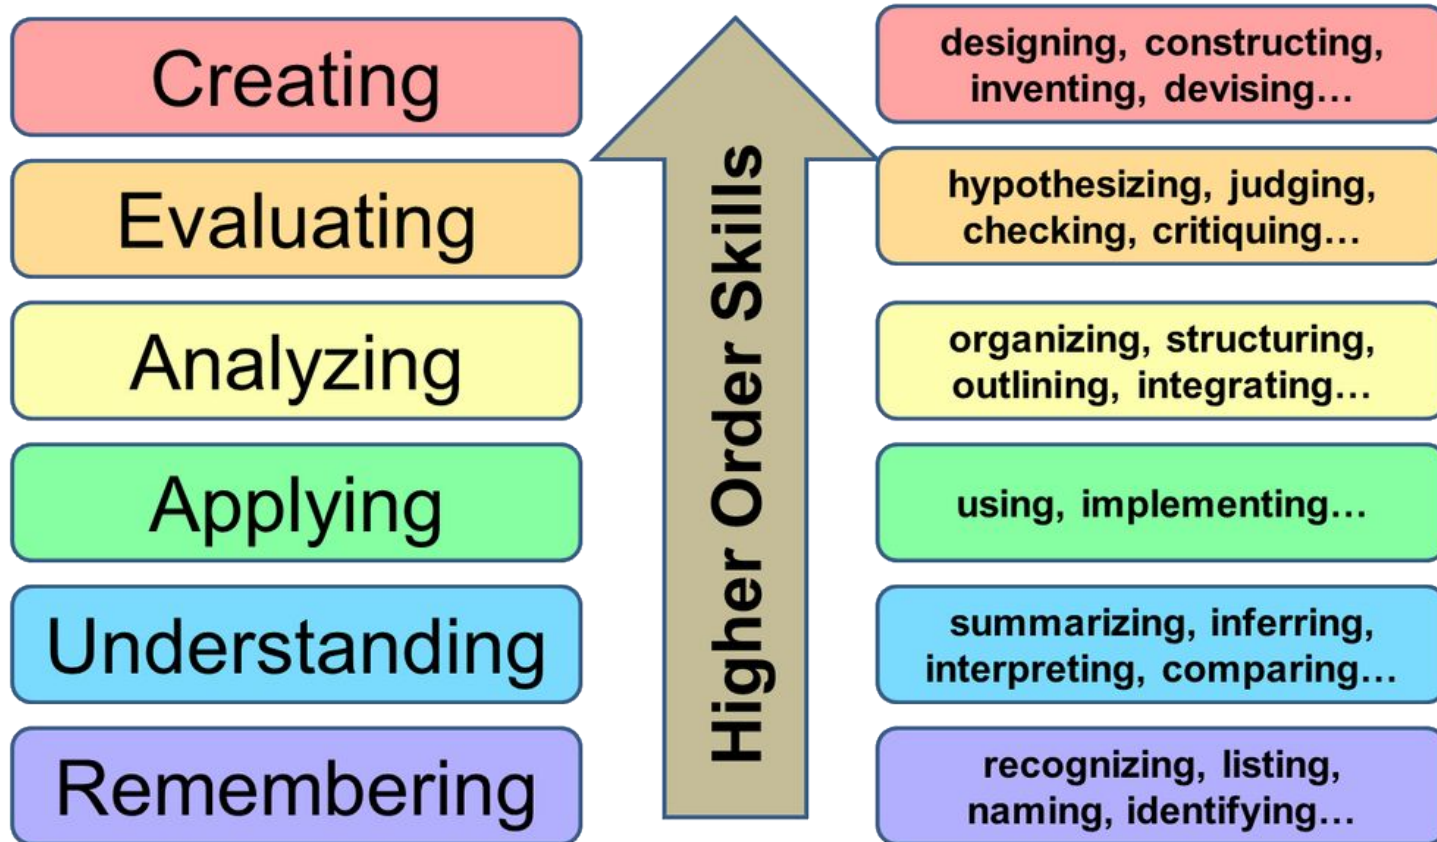 Creating
designing, constructing,
inventing, devising…
Evaluating
hypothesizing, judging,
checking, critiquing…
Analyzing
organizing, structuring,
outlining, integrating…
Applying
using, implementing…
Understanding
summarizing, inferring,
interpreting, comparing…
Remembering
recognizing, listing,
naming, identifying…
Higher Order Skills